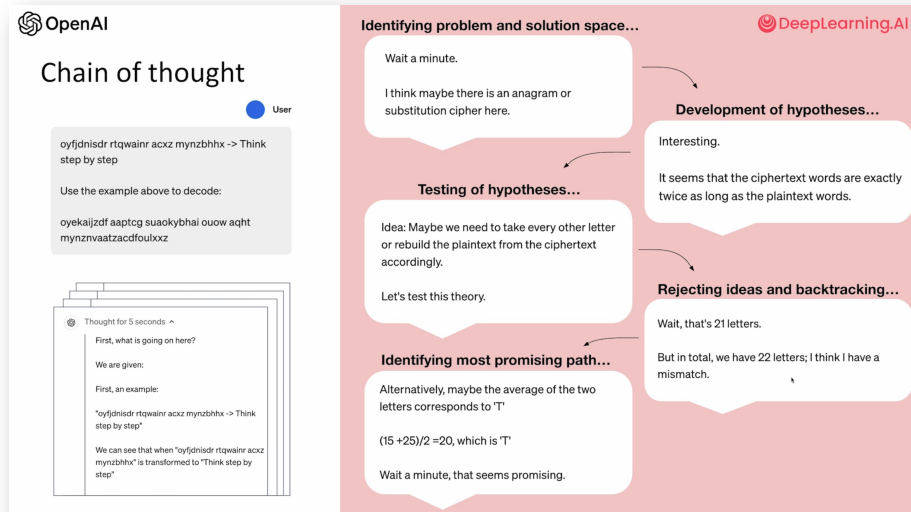 OpenAI
Chain of thought
User
oyfjdnisdr rtqwainr acxz mynzbhhx -> Think
step by step
Use the example above to decode:
oyekaijzdf aaptcg suaokybhai ouow aqht
mynznvaatzacdfoulxxz
Thought for 5 seconds
First, what is going on here?
We are given:
First, an example:
"oyfjdnisdr rtqwainr acxz mynzbhhx -> Think
step by step"
We can see that when "oyfjdnisdr rtqwainr acxz
mynzbhhx" is transformed to "Think step by
step"
DeepLearning.AI
Identifying problem and solution space...
Wait a minute.
I think maybe there is an anagram or
substitution cipher here.
Development of hypotheses...
Interesting.
It seems that the ciphertext words are exactly
twice as long as the plaintext words.
Testing of hypotheses...
Idea: Maybe we need to take every other letter
or rebuild the plaintext from the ciphertext
accordingly.
Let's test this theory.
Rejecting ideas and backtracking...
Wait, that's 21 letters.
But in total, we have 22 letters; I think I have a
mismatch.
Identifying most promising path...
Alternatively, maybe the average of the two
letters corresponds to 'T'
(15 +25)/2 =20, which is 'T'
Wait a minute, that seems promising.